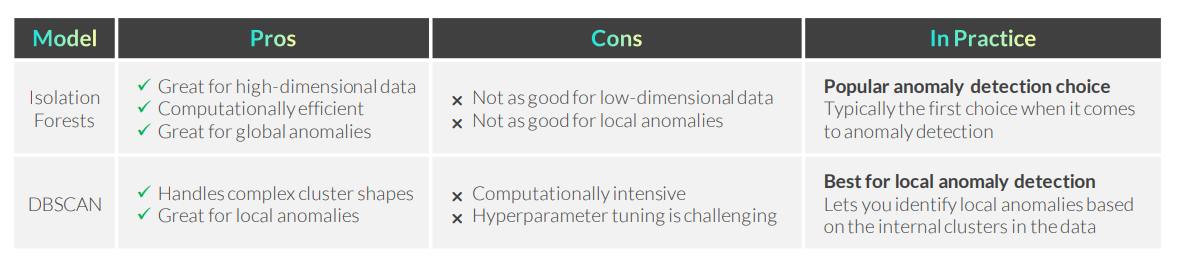 Model Pros Cons In Practice
Isolation Forests
✓ Great for high-dimensional data
✓ Computationally efficient
✓ Great for global anomalies
× Not as good for low-dimensional data
× Not as good for local anomalies
Popular anomaly detection choice
Typically the first choice when it comes
to anomaly detection
DBSCAN
✓ Handles complex cluster shapes
✓ Great for local anomalies
× Computationally intensive
× Hyperparameter tuning is challenging
Best for local anomaly detection
Lets you identify local anomalies based
on the internal clusters in the data